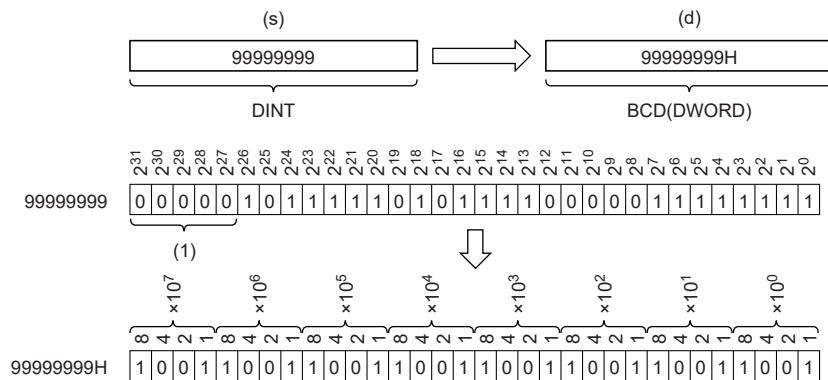 (s) (d)
99999999 99999999H
DINT BCD(DWORD)
2³¹ 2³⁰ 2²⁹ 2²⁸ 2²⁷ 2²⁶ 2²⁵ 2²⁴ 2²³ 2²² 2²¹ 2²⁰ 2¹⁹ 2¹⁸ 2¹⁷ 2¹⁶ 2¹⁵ 2¹⁴ 2¹³ 2¹² 2¹¹ 2¹⁰ 2⁹ 2⁸ 2⁷ 2⁶ 2⁵ 2⁴ 2³ 2² 2¹ 2⁰
99999999 0 0 0 0 0 1 0 1 1 1 1 1 0 1 0 1 1 1 1 0 0 0 0 0 1 1 1 1 1 1 1 1
(1)
×10⁷ ×10⁶ ×10⁵ ×10⁴ ×10³ ×10² ×10¹ ×10⁰
8 4 2 1 8 4 2 1 8 4 2 1 8 4 2 1 8 4 2 1 8 4 2 1 8 4 2 1 8 4 2 1
99999999H 1 0 0 1 1 0 0 1 1 0 0 1 1 0 0 1 1 0 0 1 1 0 0 1 1 0 0 1 1 0 0 1